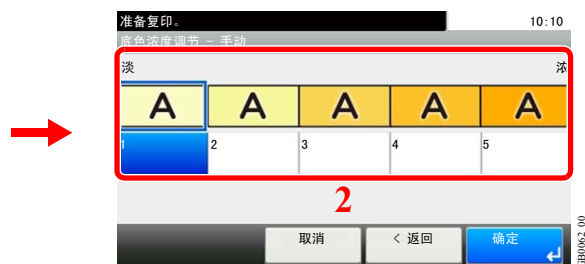 准备复印。 10:10
底色浓度调节 - 手动
淡 浓
A A A A A
1 2 3 4 5
2
取消 < 返回 确定
GB0062_00